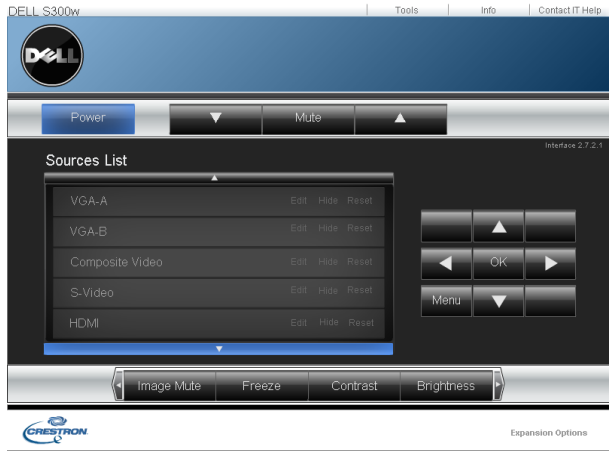 DELL S300w Tools Info Contact IT Help
DELL
Power Mute
Interface 2.7.2.1
Sources List
VGA-A Edit Hide Reset
VGA-B Edit Hide Reset
Composite Video Edit Hide Reset
S-Video Edit Hide Reset
HDMI Edit Hide Reset
OK
Menu
Image Mute Freeze Contrast Brightness
CRESTRON
Expansion Options